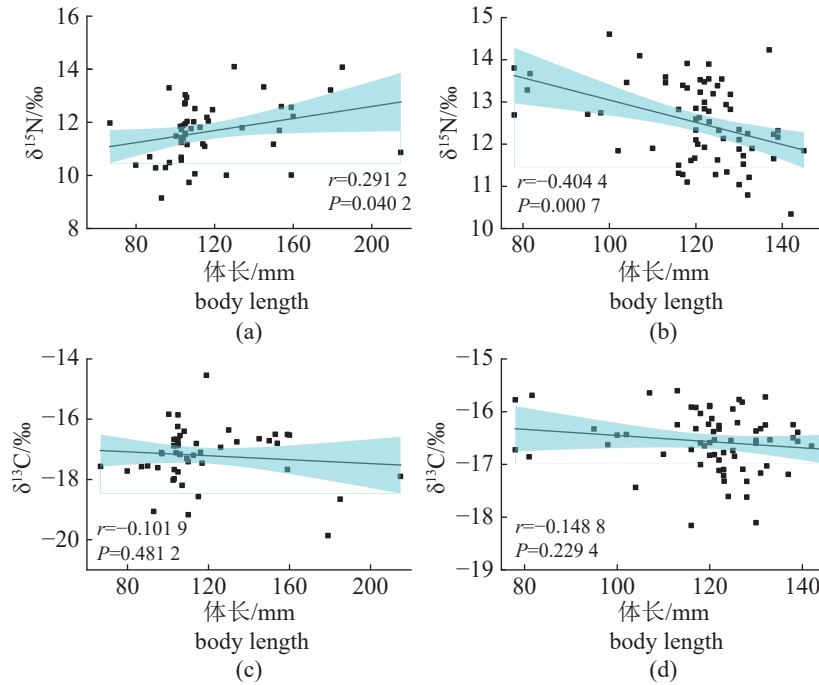 16
14
12
10
8
δ¹⁵N/‰
r=0.291 2
P=0.040 2
80
120
160
200
体长/mm
body length
(a)
15
14
13
12
11
10
δ¹⁵N/‰
r=−0.404 4
P=0.000 7
80
100
120
140
体长/mm
body length
(b)
−14
−16
−18
−20
δ¹³C/‰
r=−0.101 9
P=0.481 2
80
120
160
200
体长/mm
body length
(c)
−15
−16
−17
−18
−19
δ¹³C/‰
r=−0.148 8
P=0.229 4
80
100
120
140
体长/mm
body length
(d)